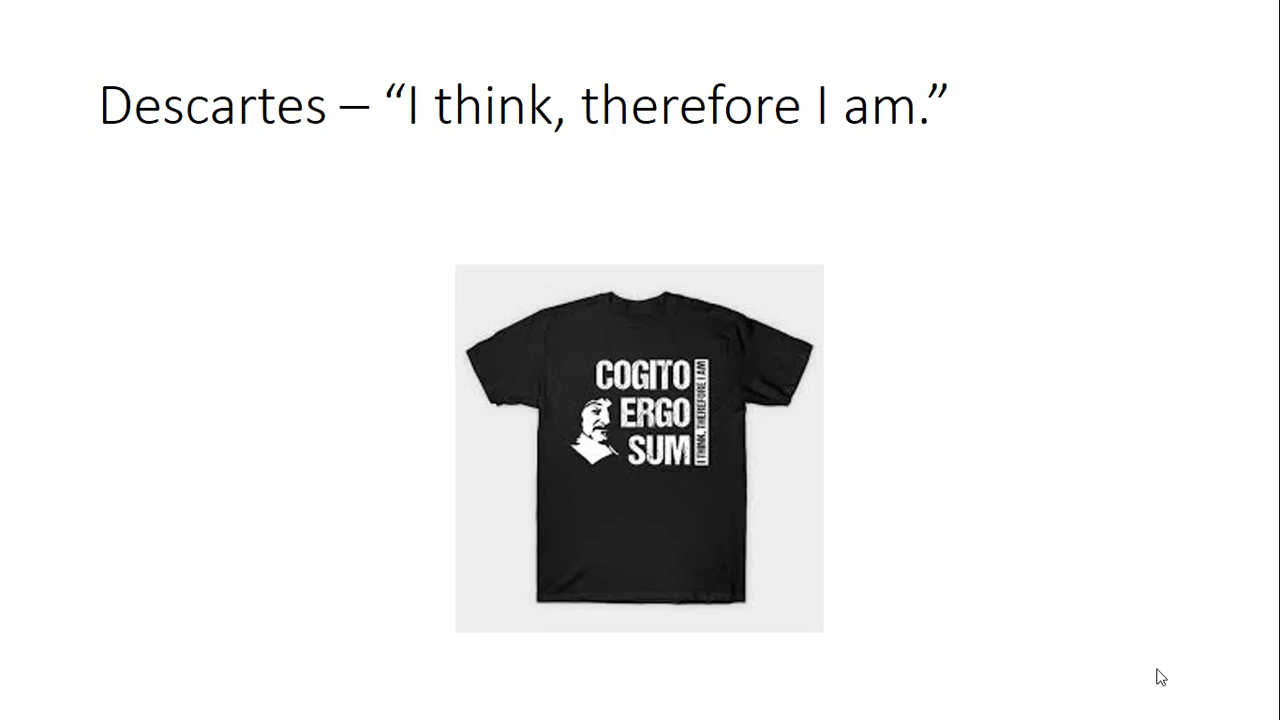 Descartes – “I think, therefore I am.”
COGITO
ERGO
SUM
I THINK, THEREFORE I AM